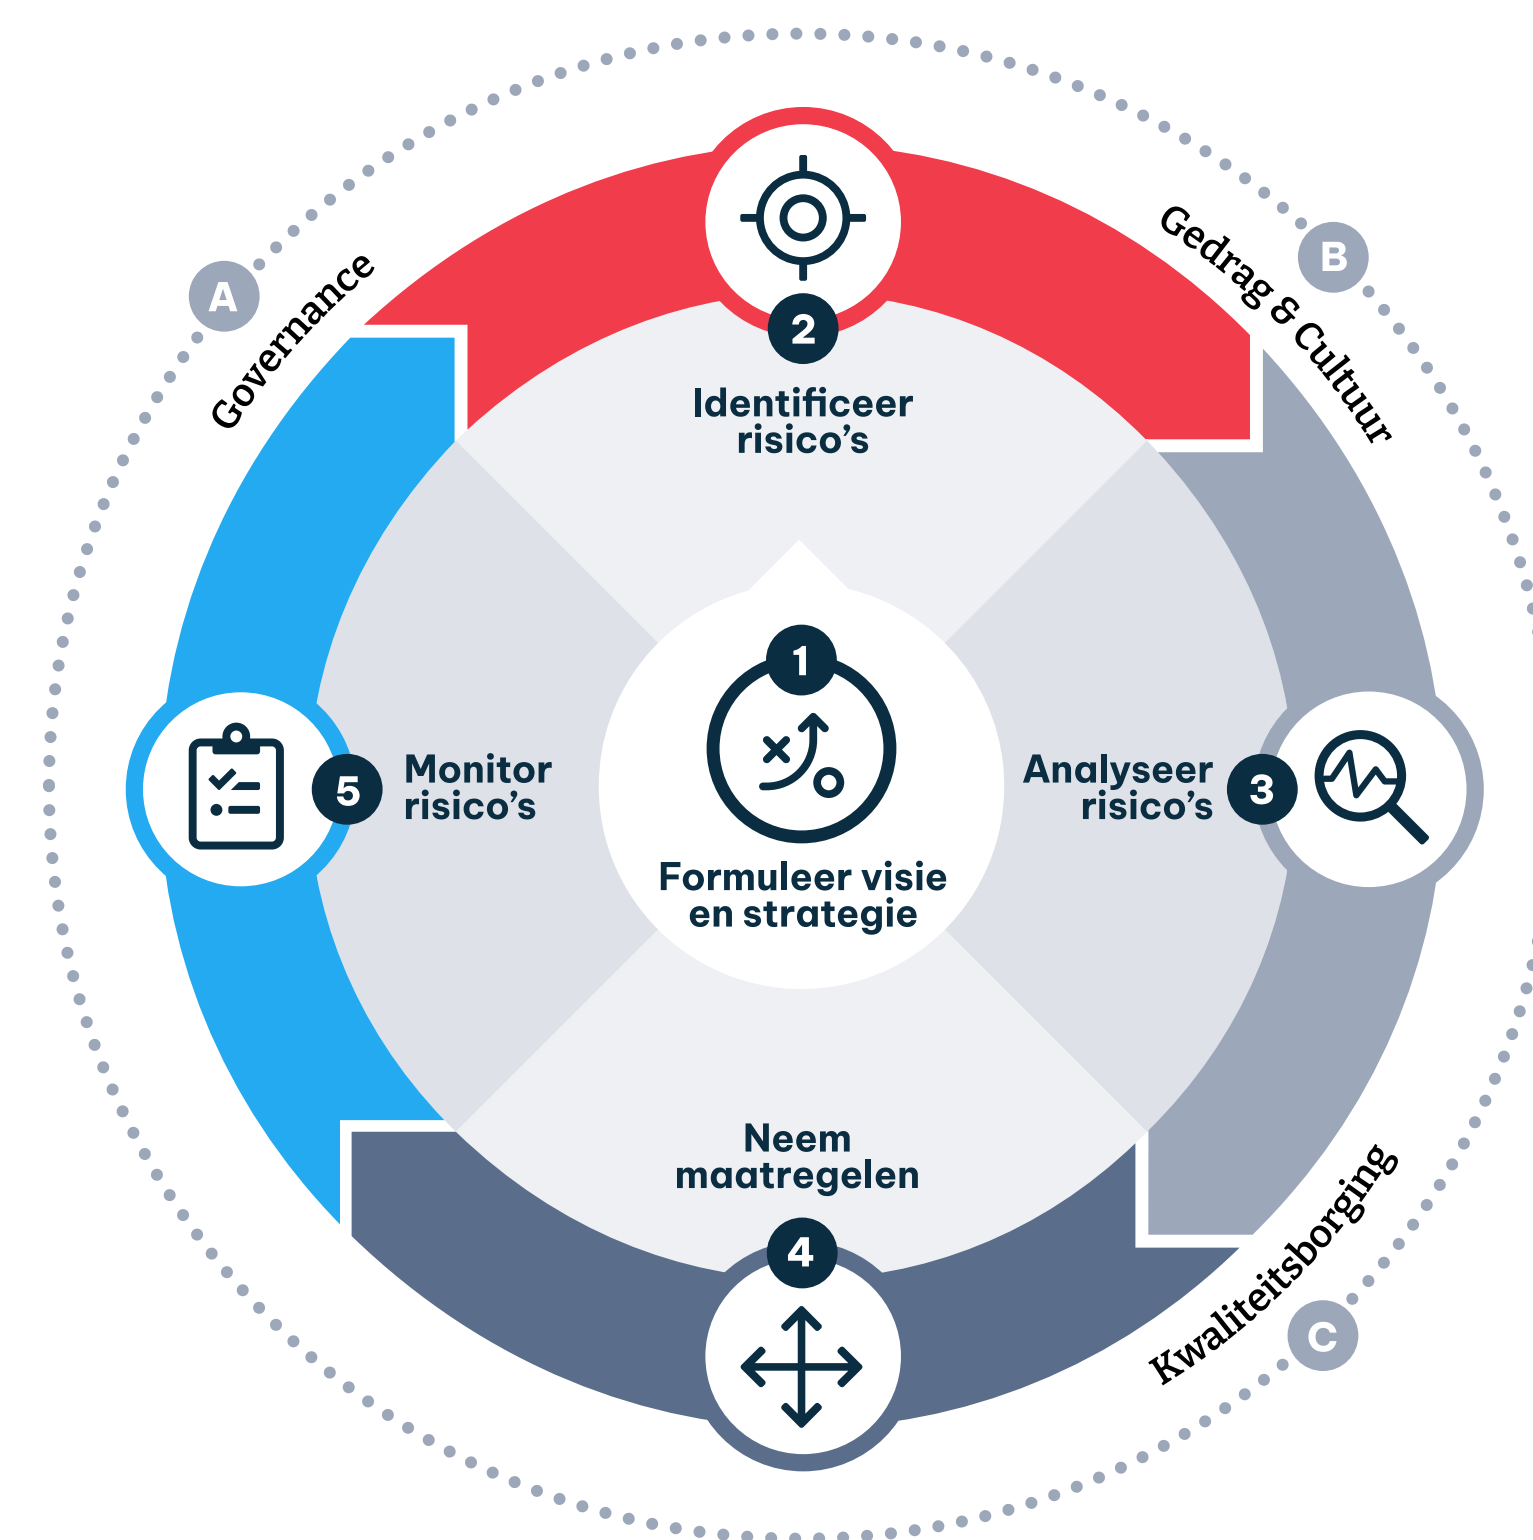 A
Governance
B
Gedrag & Cultuur
2
Identificeer
risico’s
1
Formuleer visie
en strategie
5
Monitor
risico’s
Analyseer
risico’s
3
Neem
maatregelen
4
Kwaliteitsborging
C